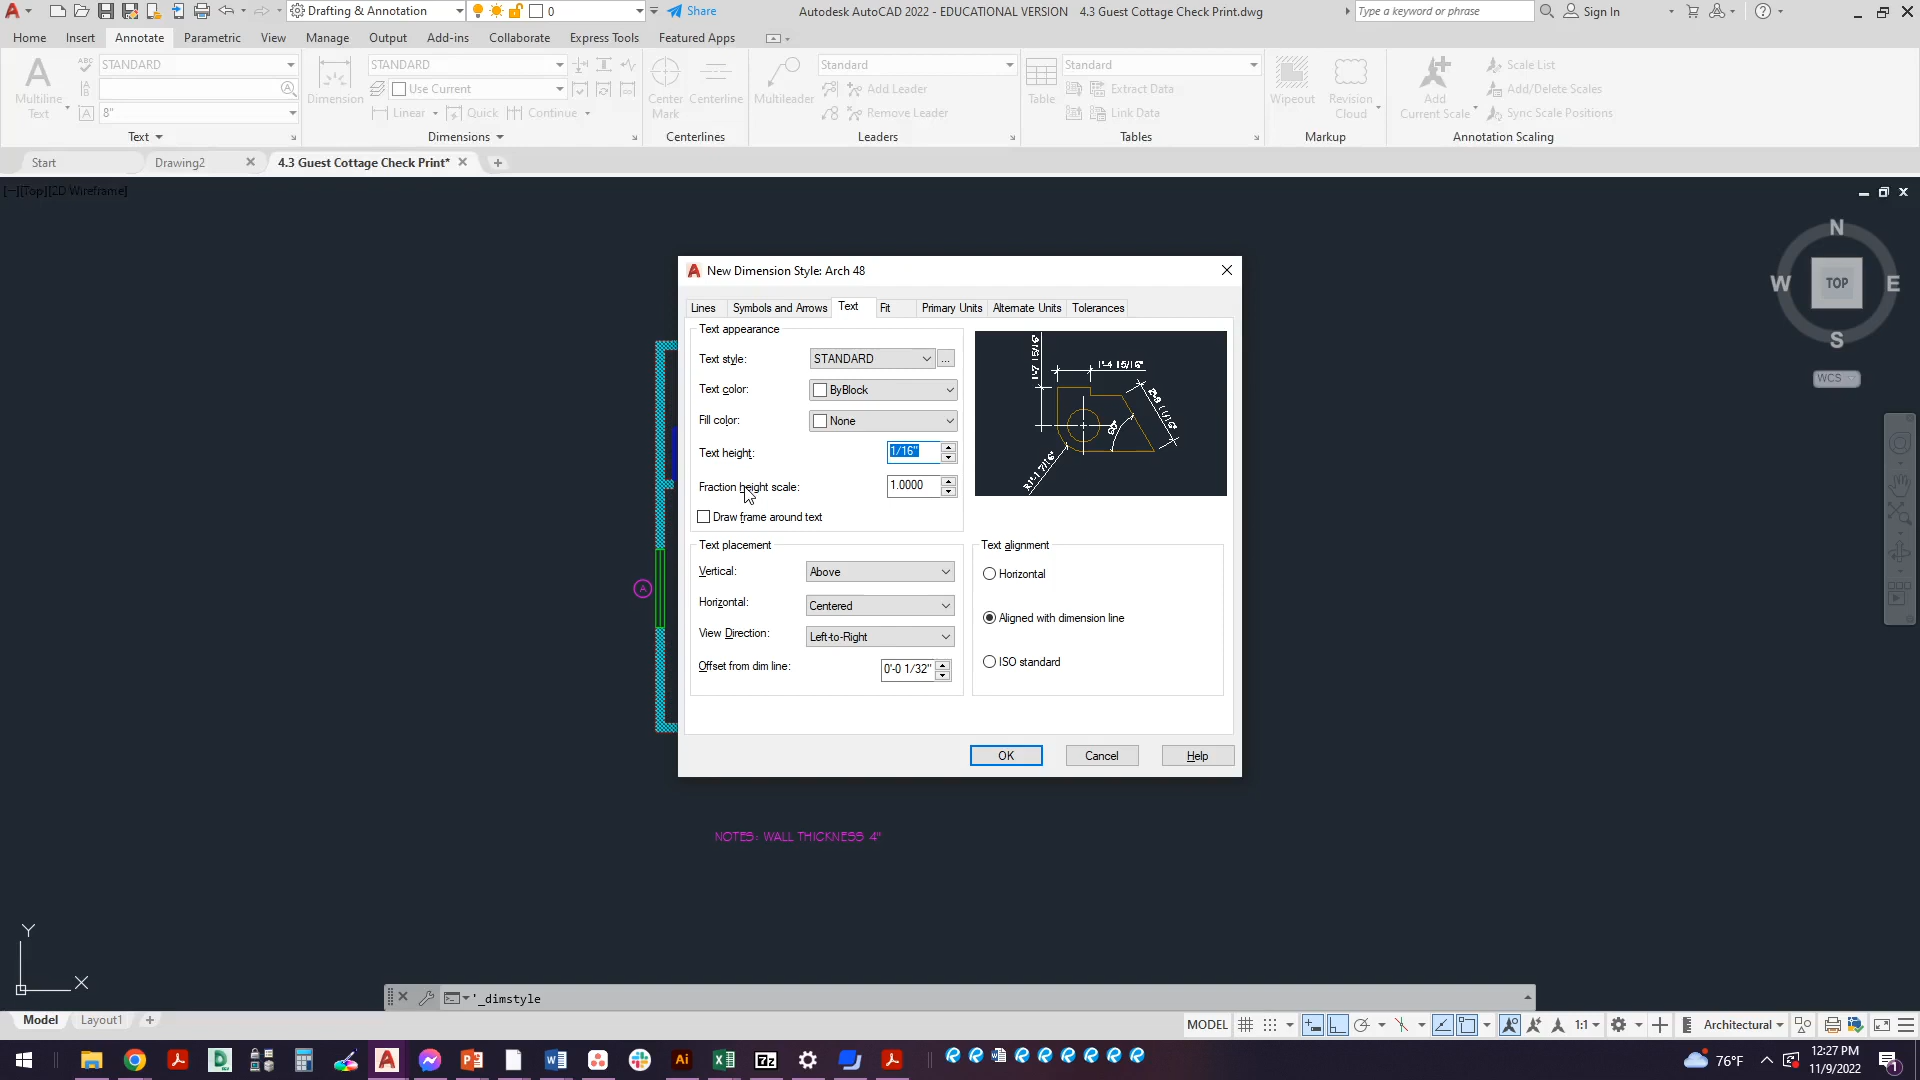 Drafting & Annotation
0
Share
Autodesk AutoCAD 2022 - EDUCATIONAL VERSION 4.3 Guest Cottage Check Print.dwg
Type a keyword or phrase
Sign In
Home Insert Annotate Parametric View Manage Output Add-ins Collaborate Express Tools Featured Apps
STANDARD
STANDARD
Standard
Standard
Scale List
Use Current
Add Leader
Extract Data
Add/Delete Scales
Multiline Text
Dimension
Center Mark
Centerline
Multileader
Table
Wipeout
Revision Cloud
Add Current Scale
8"
Linear Quick Continue
Remove Leader
Link Data
Sync Scale Positions
Text Dimensions Centerlines Leaders Tables Markup Annotation Scaling
Start Drawing2 4.3 Guest Cottage Check Print*
[−][Top][2D Wireframe]
N
W TOP E
S
WCS
New Dimension Style: Arch 48
Lines Symbols and Arrows Text Fit Primary Units Alternate Units Tolerances
Text appearance
Text style: STANDARD ...
Text color: ByBlock
Fill color: None
Text height: 1/16"
Fraction height scale: 1.0000
Draw frame around text
1'-4 15/16"
Text placement
Vertical: Above
Horizontal: Centered
View Direction: Left-to-Right
Offset from dim line: 0'-0 1/32"
Text alignment
Horizontal
Aligned with dimension line
ISO standard
OK Cancel Help
A
NOTES: WALL THICKNESS 4"
Y
X
'_dimstyle
Model Layout1
MODEL 1:1 Architectural
76°F
12:27 PM
11/9/2022
1